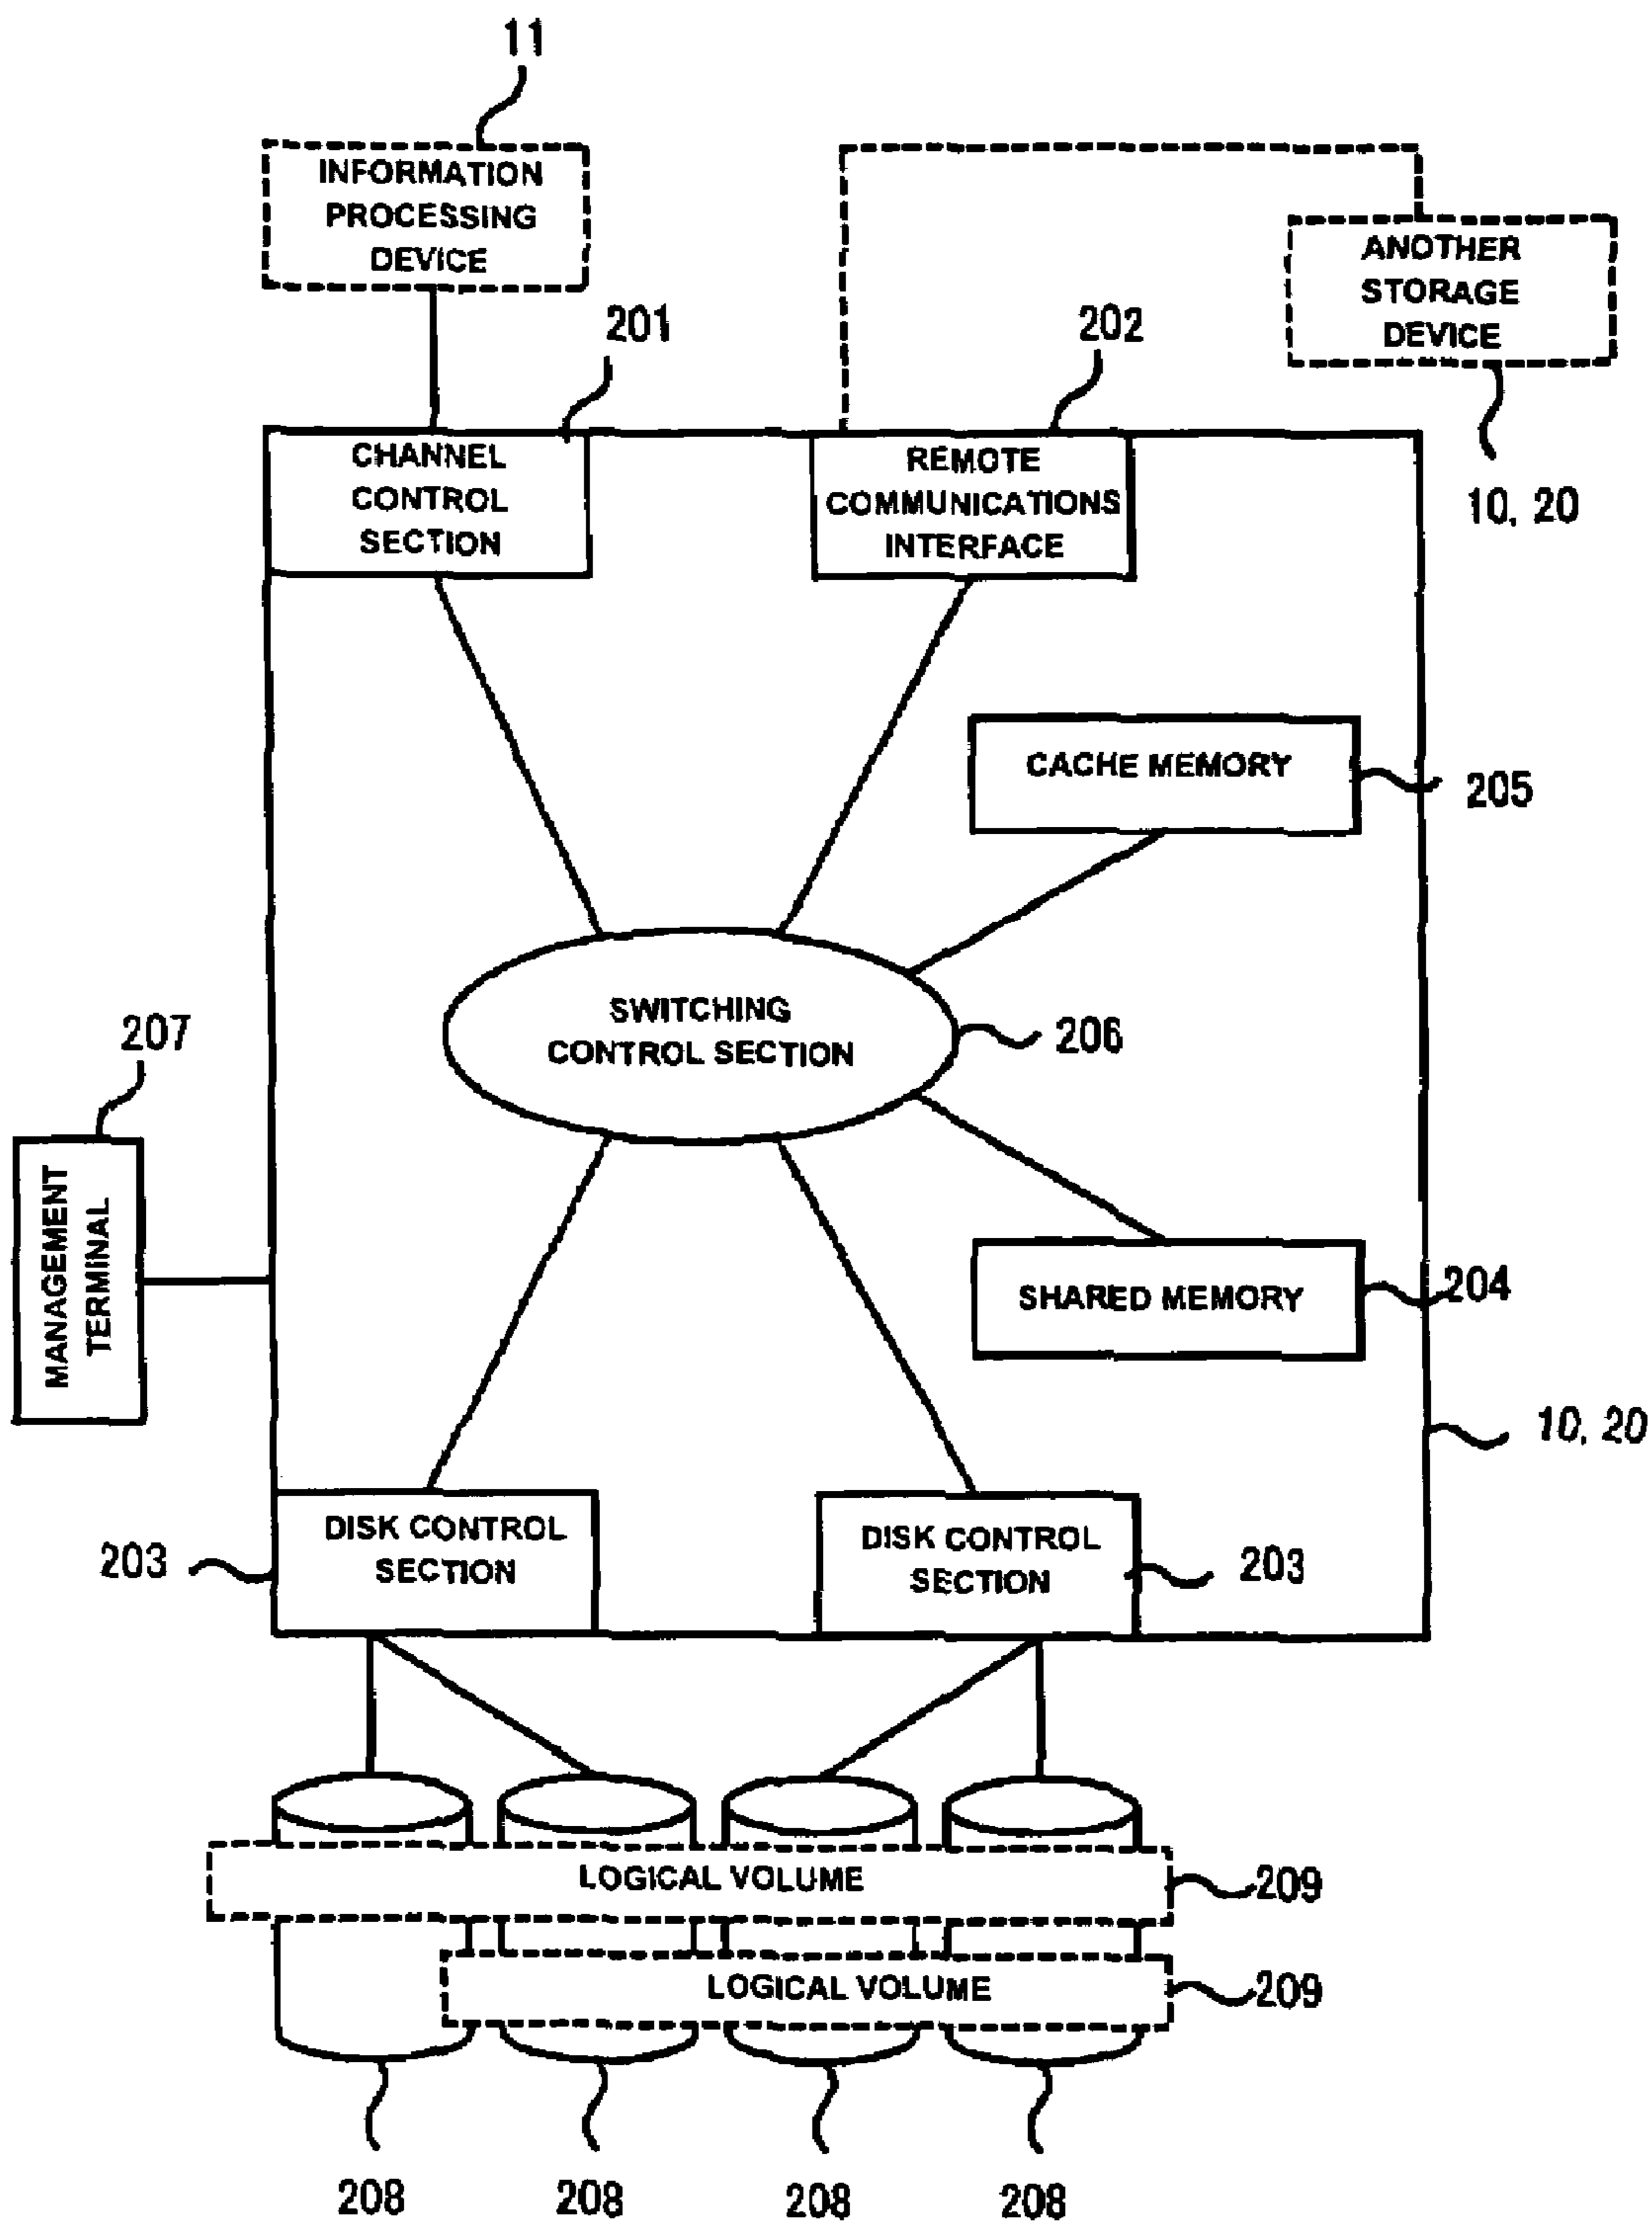 11
INFORMATION
PROCESSING
DEVICE
ANOTHER
STORAGE
DEVICE
10, 20
201
202
CHANNEL
CONTROL
SECTION
REMOTE
COMMUNICATIONS
INTERFACE
CACHE MEMORY
205
SWITCHING
CONTROL SECTION
206
207
MANAGEMENT
TERMINAL
SHARED MEMORY
204
10, 20
203
DISK CONTROL
SECTION
DISK CONTROL
SECTION
203
LOGICAL VOLUME
209
LOGICAL VOLUME
209
208
208
208
208